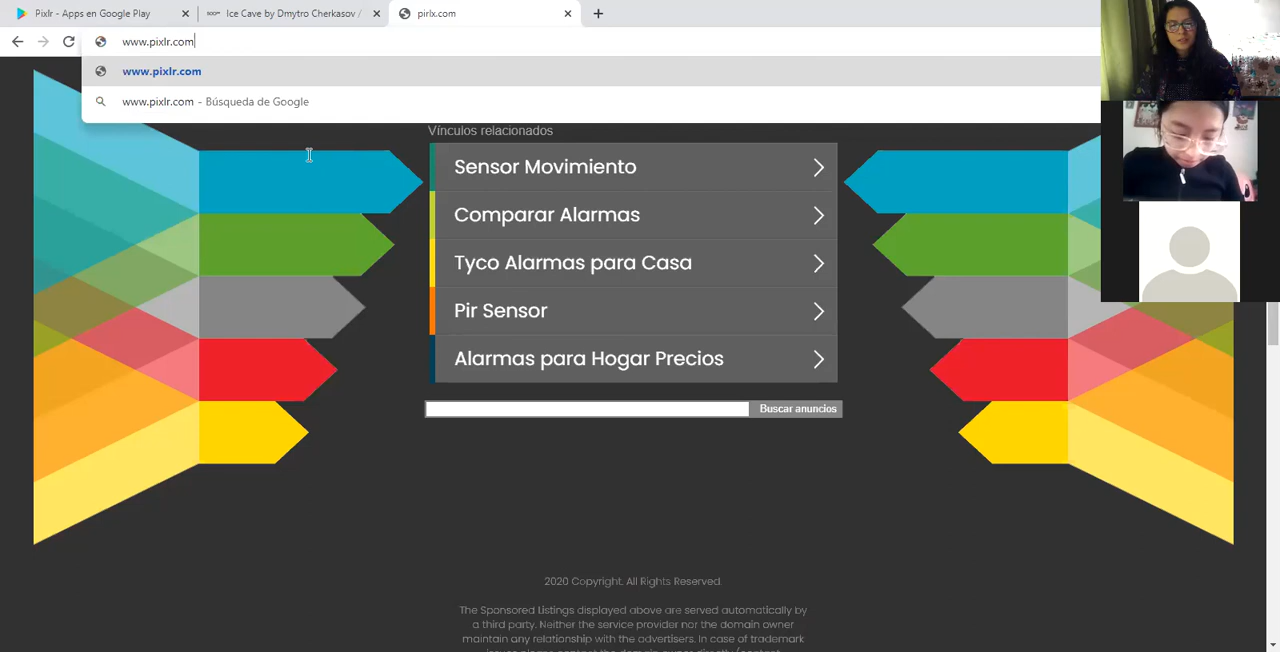 Pixlr - Apps en Google Play
Ice Cave by Dmytro Cherkasov /
pirlx.com
www.pixlr.com
www.pixlr.com
www.pixlr.com - Búsqueda de Google
Vínculos relacionados
Sensor Movimiento
Comparar Alarmas
Tyco Alarmas para Casa
Pir Sensor
Alarmas para Hogar Precios
Buscar anuncios
2020 Copyright. All Rights Reserved.
The Sponsored Listings displayed above are served automatically by
a third party. Neither the service provider nor the domain owner
maintain any relationship with the advertisers. In case of trademark